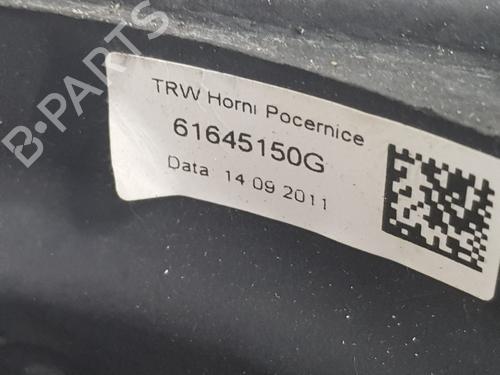 B-PARTS
TRW Horni Pocernice
61645150G
Data 14 09 2011